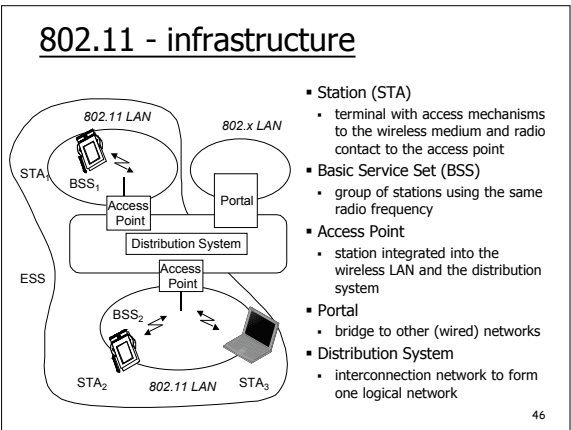 802.11 - infrastructure
802.11 LAN
802.x LAN
STA₁
BSS₁
Access
Point
Portal
Distribution System
Access
Point
ESS
BSS₂
STA₂
802.11 LAN
STA₃
▪ Station (STA)
▪ terminal with access mechanisms
to the wireless medium and radio
contact to the access point
▪ Basic Service Set (BSS)
▪ group of stations using the same
radio frequency
▪ Access Point
▪ station integrated into the
wireless LAN and the distribution
system
▪ Portal
▪ bridge to other (wired) networks
▪ Distribution System
▪ interconnection network to form
one logical network
46